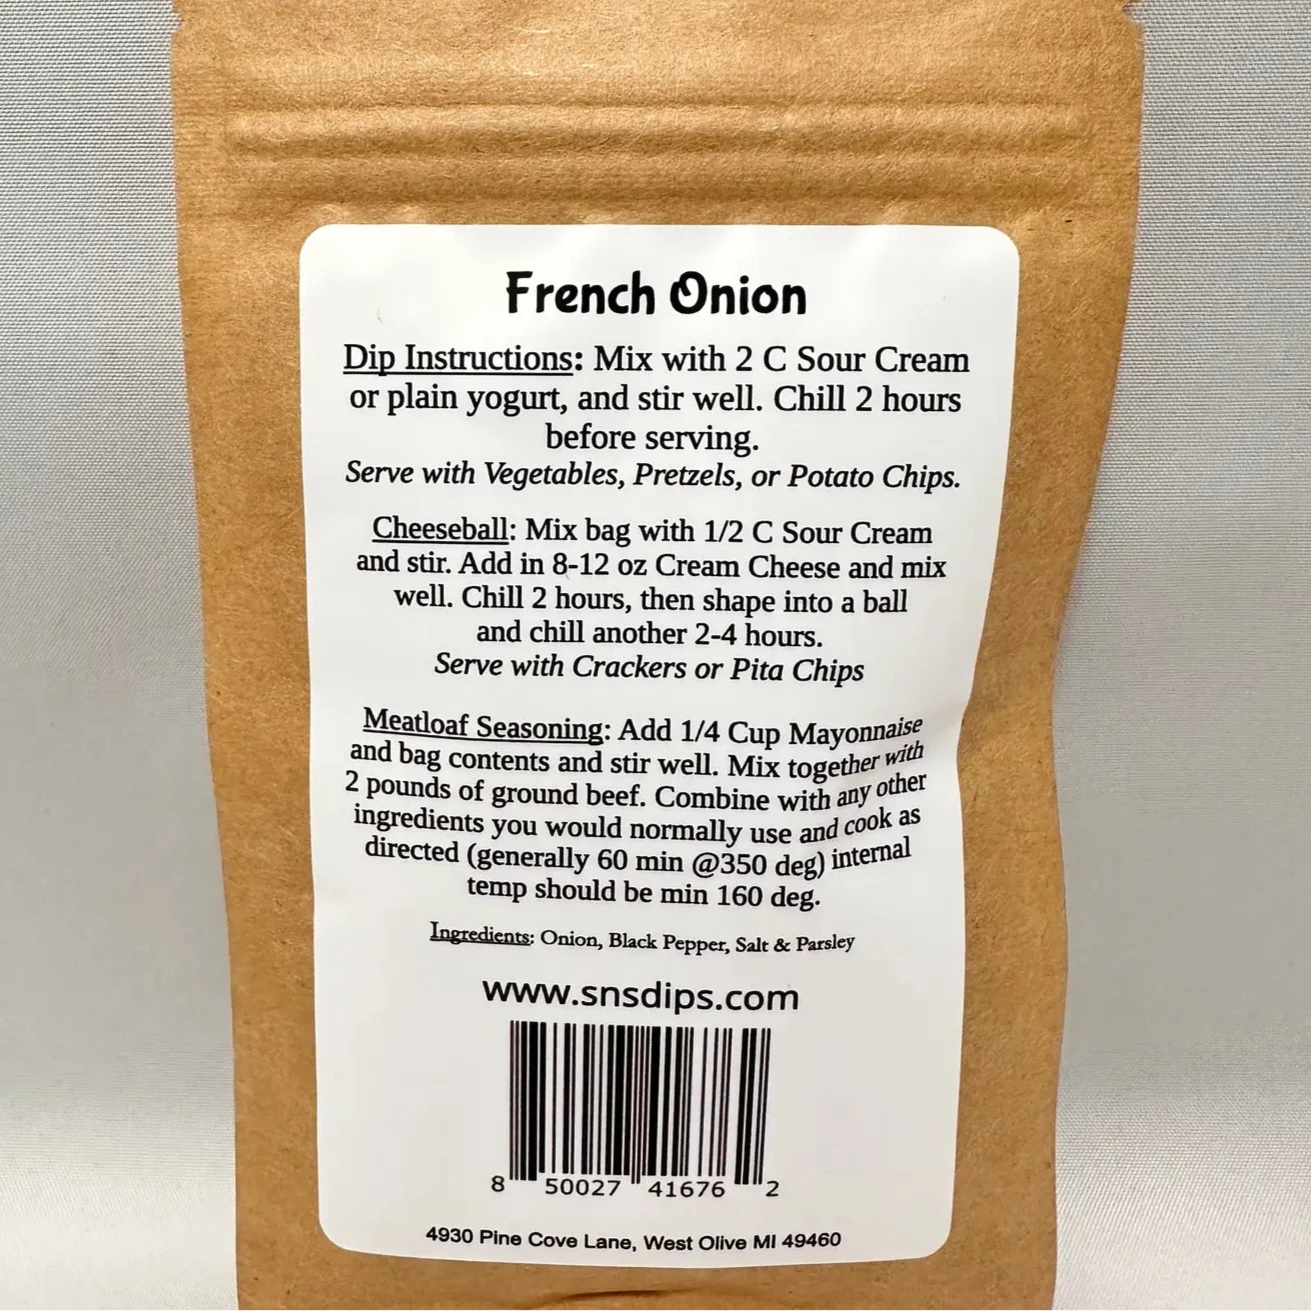 French Onion
Dip Instructions: Mix with 2 C Sour Cream
or plain yogurt, and stir well. Chill 2 hours
before serving.
Serve with Vegetables, Pretzels, or Potato Chips.
Cheeseball: Mix bag with 1/2 C Sour Cream
and stir. Add in 8-12 oz Cream Cheese and mix
well. Chill 2 hours, then shape into a ball
and chill another 2-4 hours.
Serve with Crackers or Pita Chips
Meatloaf Seasoning: Add 1/4 Cup Mayonnaise
and bag contents and stir well. Mix together with
2 pounds of ground beef. Combine with any other
ingredients you would normally use and cook as
directed (generally 60 min @350 deg) internal
temp should be min 160 deg.
Ingredients: Onion, Black Pepper, Salt & Parsley
www.snsdips.com
8 50027 41676 2
4930 Pine Cove Lane, West Olive MI 49460